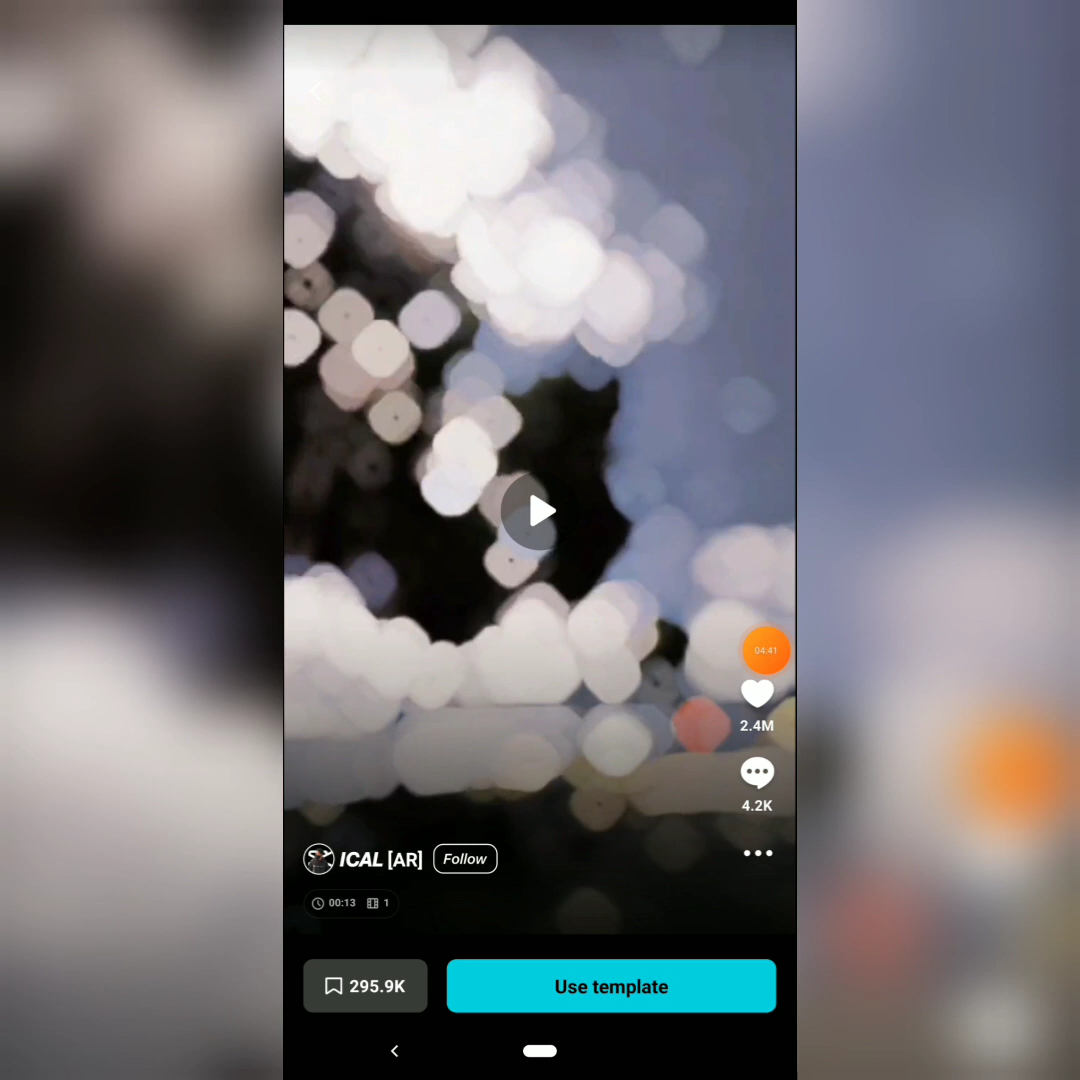 04:41
2.4M
4.2K
ICAL [AR] Follow
00:13 1
295.9K Use template